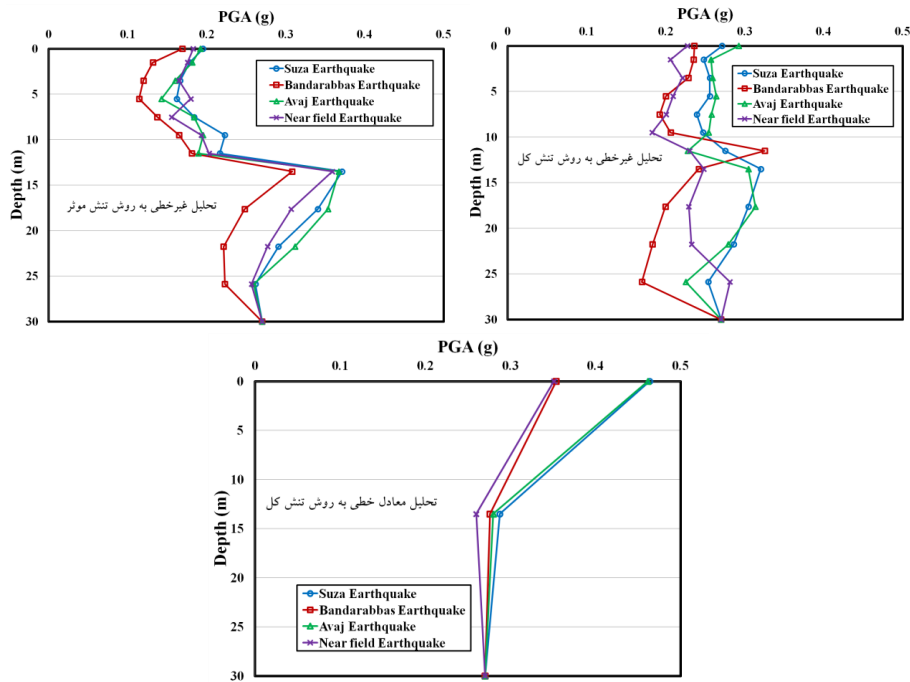 PGA (g)
0 0.1 0.2 0.3 0.4 0.5
0
5
10
15
20
25
30
Depth (m)
Suza Earthquake
Bandarabbas Earthquake
Avaj Earthquake
Near field Earthquake
تحلیل غیرخطی به روش تنش موثر
PGA (g)
0 0.1 0.2 0.3 0.4 0.5
0
5
10
15
20
25
30
Depth (m)
Suza Earthquake
Bandarabbas Earthquake
Avaj Earthquake
Near field Earthquake
تحلیل غیرخطی به روش تنش کل
PGA (g)
0 0.1 0.2 0.3 0.4 0.5
0
5
10
15
20
25
30
Depth (m)
تحلیل معادل خطی به روش تنش کل
Suza Earthquake
Bandarabbas Earthquake
Avaj Earthquake
Near field Earthquake